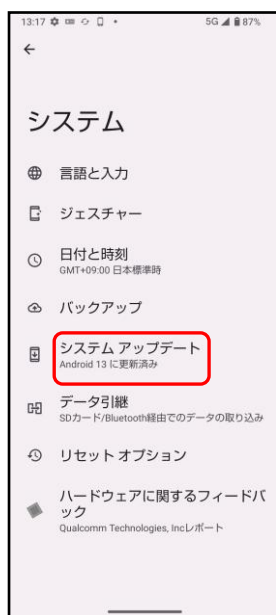 13:17 5G 87%
システム
言語と入力
ジェスチャー
日付と時刻
GMT+09:00 日本標準時
バックアップ
システム アップデート
Android 13 に更新済み
データ引継
SDカード/Bluetooth経由でのデータの取り込み
リセット オプション
ハードウェアに関するフィードバ
ック
Qualcomm Technologies, Incレポート